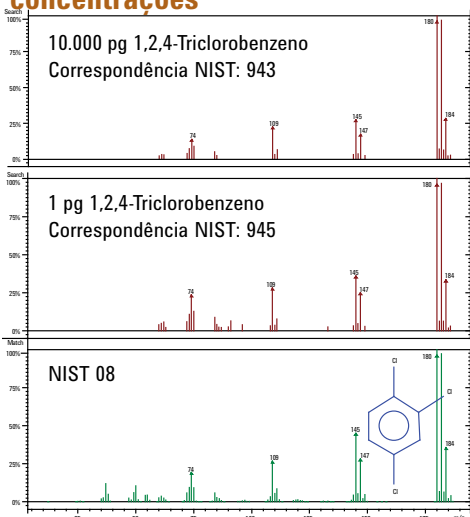 concentrações
Search
100%
75%
50%
25%
0%
10.000 pg 1,2,4-Triclorobenzeno
Correspondência NIST: 943
74
109
145
147
180
184
Search
100%
75%
50%
25%
0%
1 pg 1,2,4-Triclorobenzeno
Correspondência NIST: 945
74
109
145
147
180
184
Match
100%
75%
50%
25%
0%
NIST 08
74
109
145
147
180
184
Cl
Cl
Cl